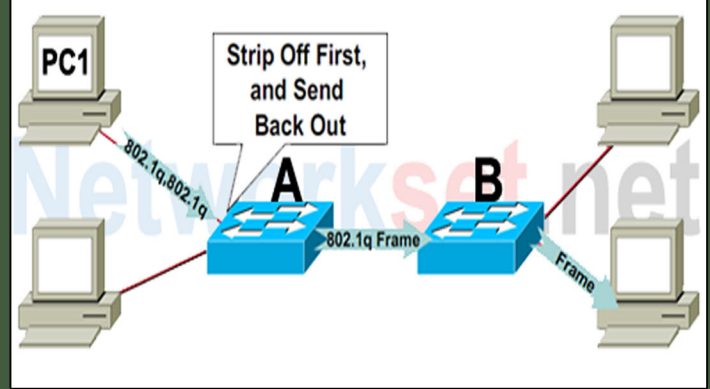 PC1
Strip Off First,
and Send
Back Out
802.1q,802.1q
A
B
802.1q Frame
Frame
Networkset.net